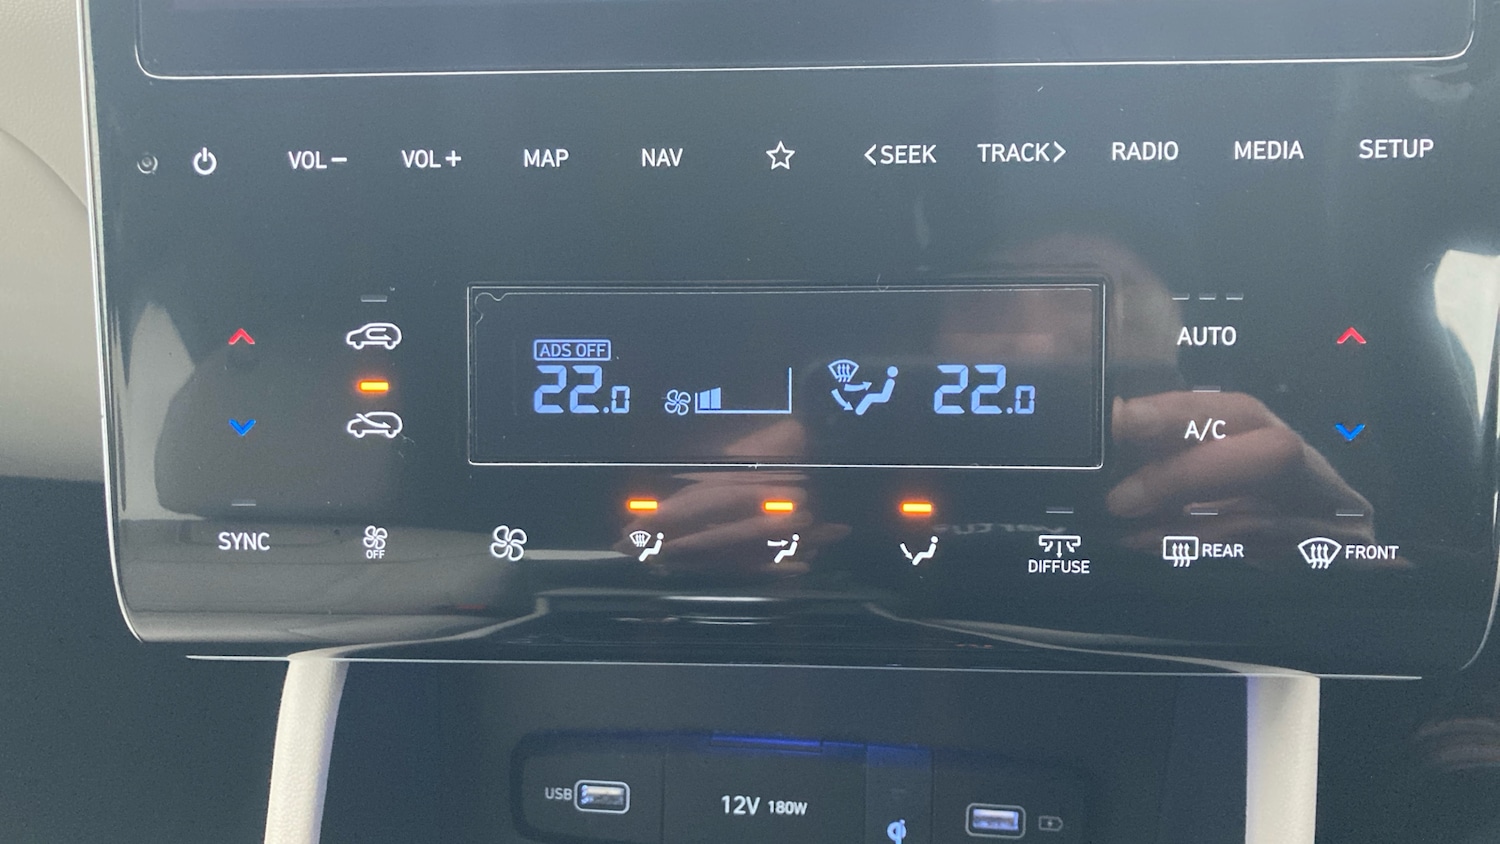 VOL− VOL+ MAP NAV <SEEK TRACK> RADIO MEDIA SETUP
ADS OFF
22.0 22.0
AUTO
A/C
SYNC
OFF
DIFFUSE
REAR
FRONT
USB
12V 180W